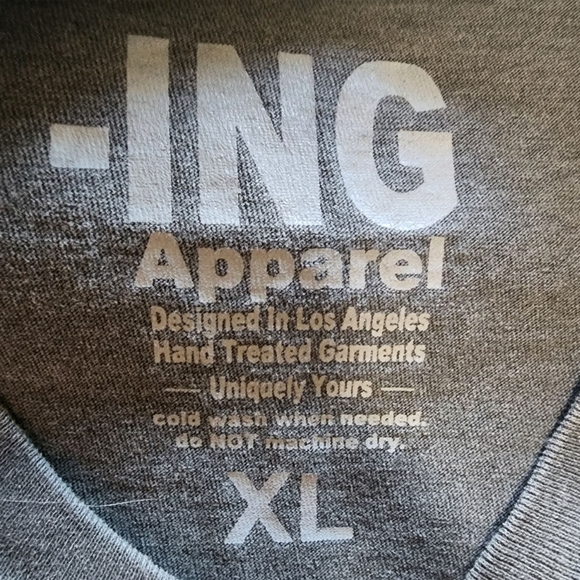 -ING
Apparel
Designed In Los Angeles
Hand Treated Garments
— Uniquely Yours —
cold wash when needed.
do NOT machine dry.
XL